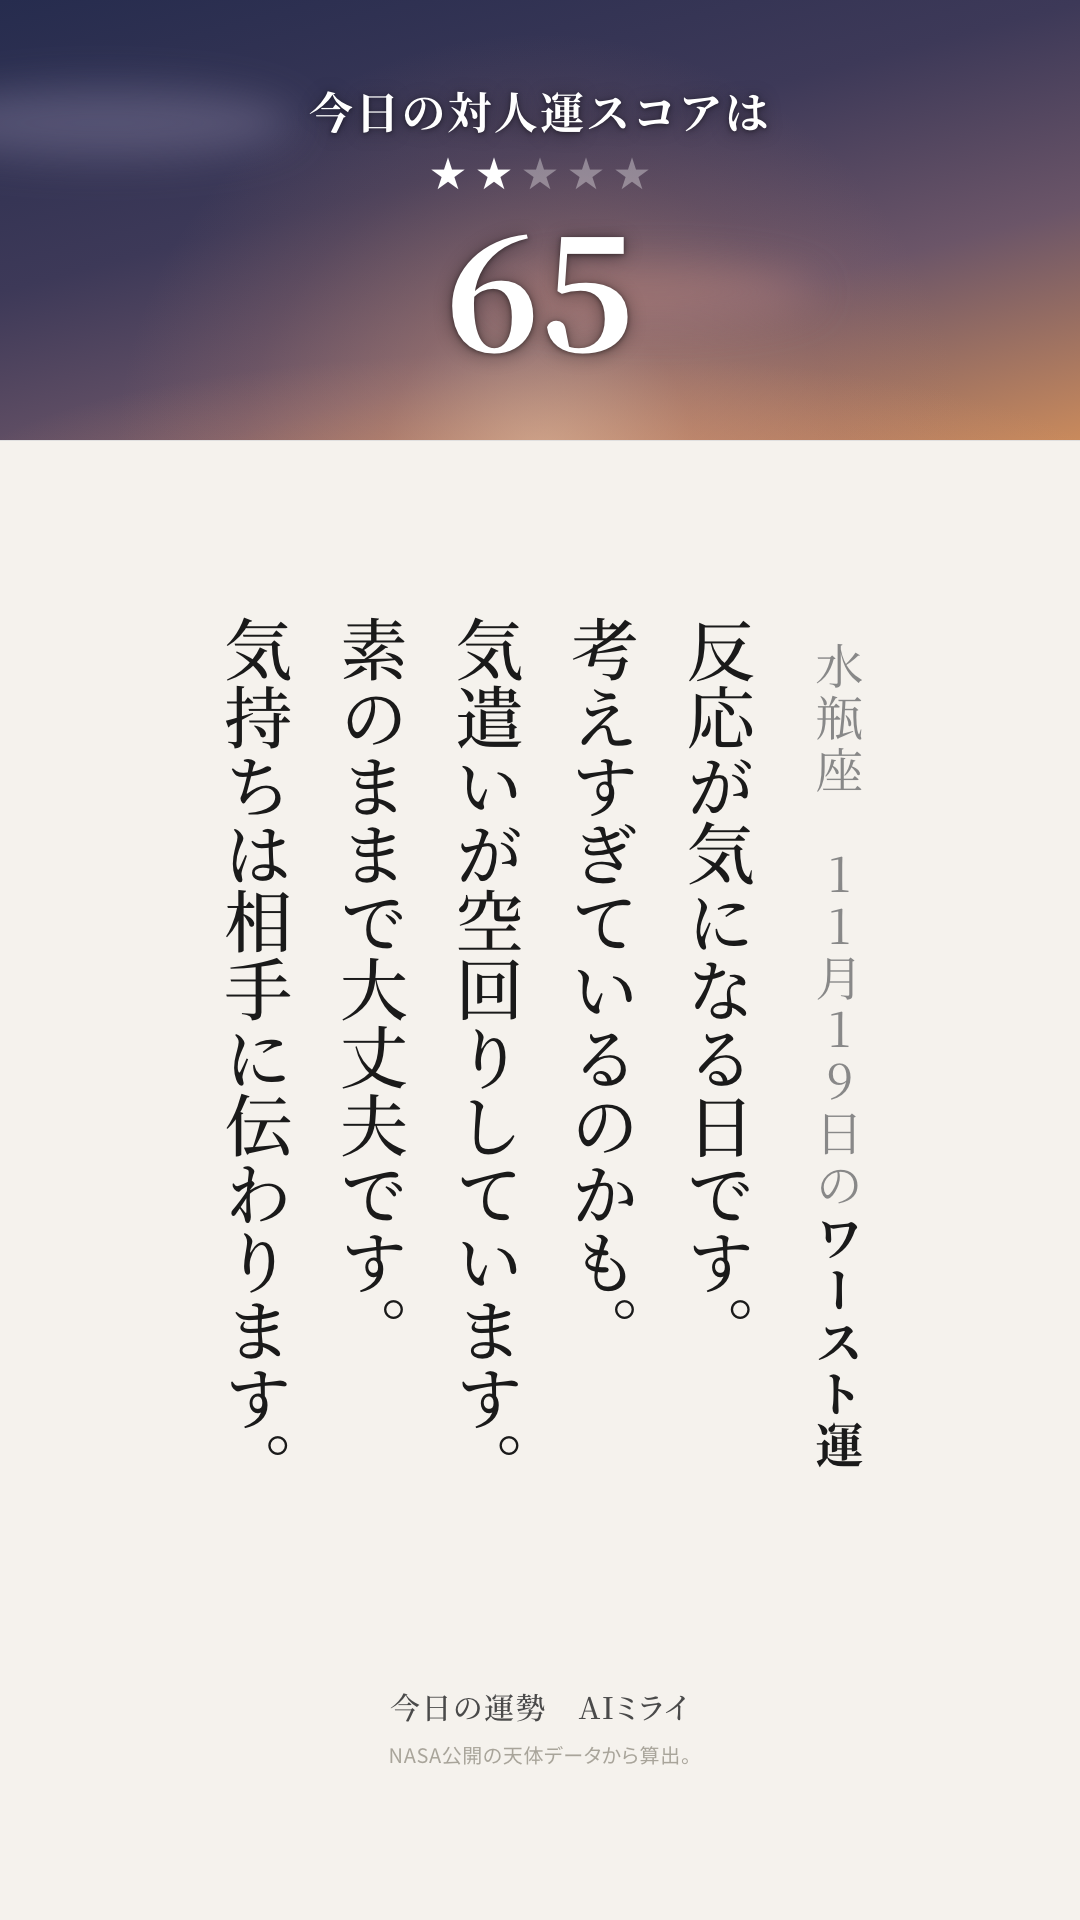 今日の対人運スコアは
★★★★★
65
水瓶座　11月19日のワースト運
反応が気になる日です。
考えすぎているのかも。
気遣いが空回りしています。
素のままで大丈夫です。
気持ちは相手に伝わります。
今日の運勢　AIミライ
NASA公開の天体データから算出。